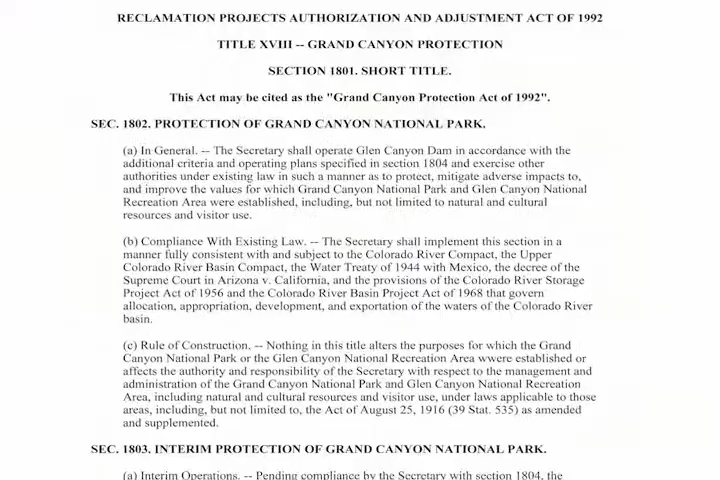 RECLAMATION PROJECTS AUTHORIZATION AND ADJUSTMENT ACT OF 1992
TITLE XVIII -- GRAND CANYON PROTECTION
SECTION 1801. SHORT TITLE.
This Act may be cited as the "Grand Canyon Protection Act of 1992".
SEC. 1802. PROTECTION OF GRAND CANYON NATIONAL PARK.
(a) In General. -- The Secretary shall operate Glen Canyon Dam in accordance with the
additional criteria and operating plans specified in section 1804 and exercise other
authorities under existing law in such a manner as to protect, mitigate adverse impacts to,
and improve the values for which Grand Canyon National Park and Glen Canyon National
Recreation Area were established, including, but not limited to natural and cultural
resources and visitor use.
(b) Compliance With Existing Law. -- The Secretary shall implement this section in a
manner fully consistent with and subject to the Colorado River Compact, the Upper
Colorado River Basin Compact, the Water Treaty of 1944 with Mexico, the decree of the
Supreme Court in Arizona v. California, and the provisions of the Colorado River Storage
Project Act of 1956 and the Colorado River Basin Project Act of 1968 that govern
allocation, appropriation, development, and exportation of the waters of the Colorado River
basin.
(c) Rule of Construction. -- Nothing in this title alters the purposes for which the Grand
Canyon National Park or the Glen Canyon National Recreation Area wwere established or
affects the authority and responsibility of the Secretary with respect to the management and
administration of the Grand Canyon National Park and Glen Canyon National Recreation
Area, including natural and cultural resources and visitor use, under laws applicable to those
areas, including, but not limited to, the Act of August 25, 1916 (39 Stat. 535) as amended
and supplemented.
SEC. 1803. INTERIM PROTECTION OF GRAND CANYON NATIONAL PARK.
(a) Interim Operations. -- Pending compliance by the Secretary with section 1804, the